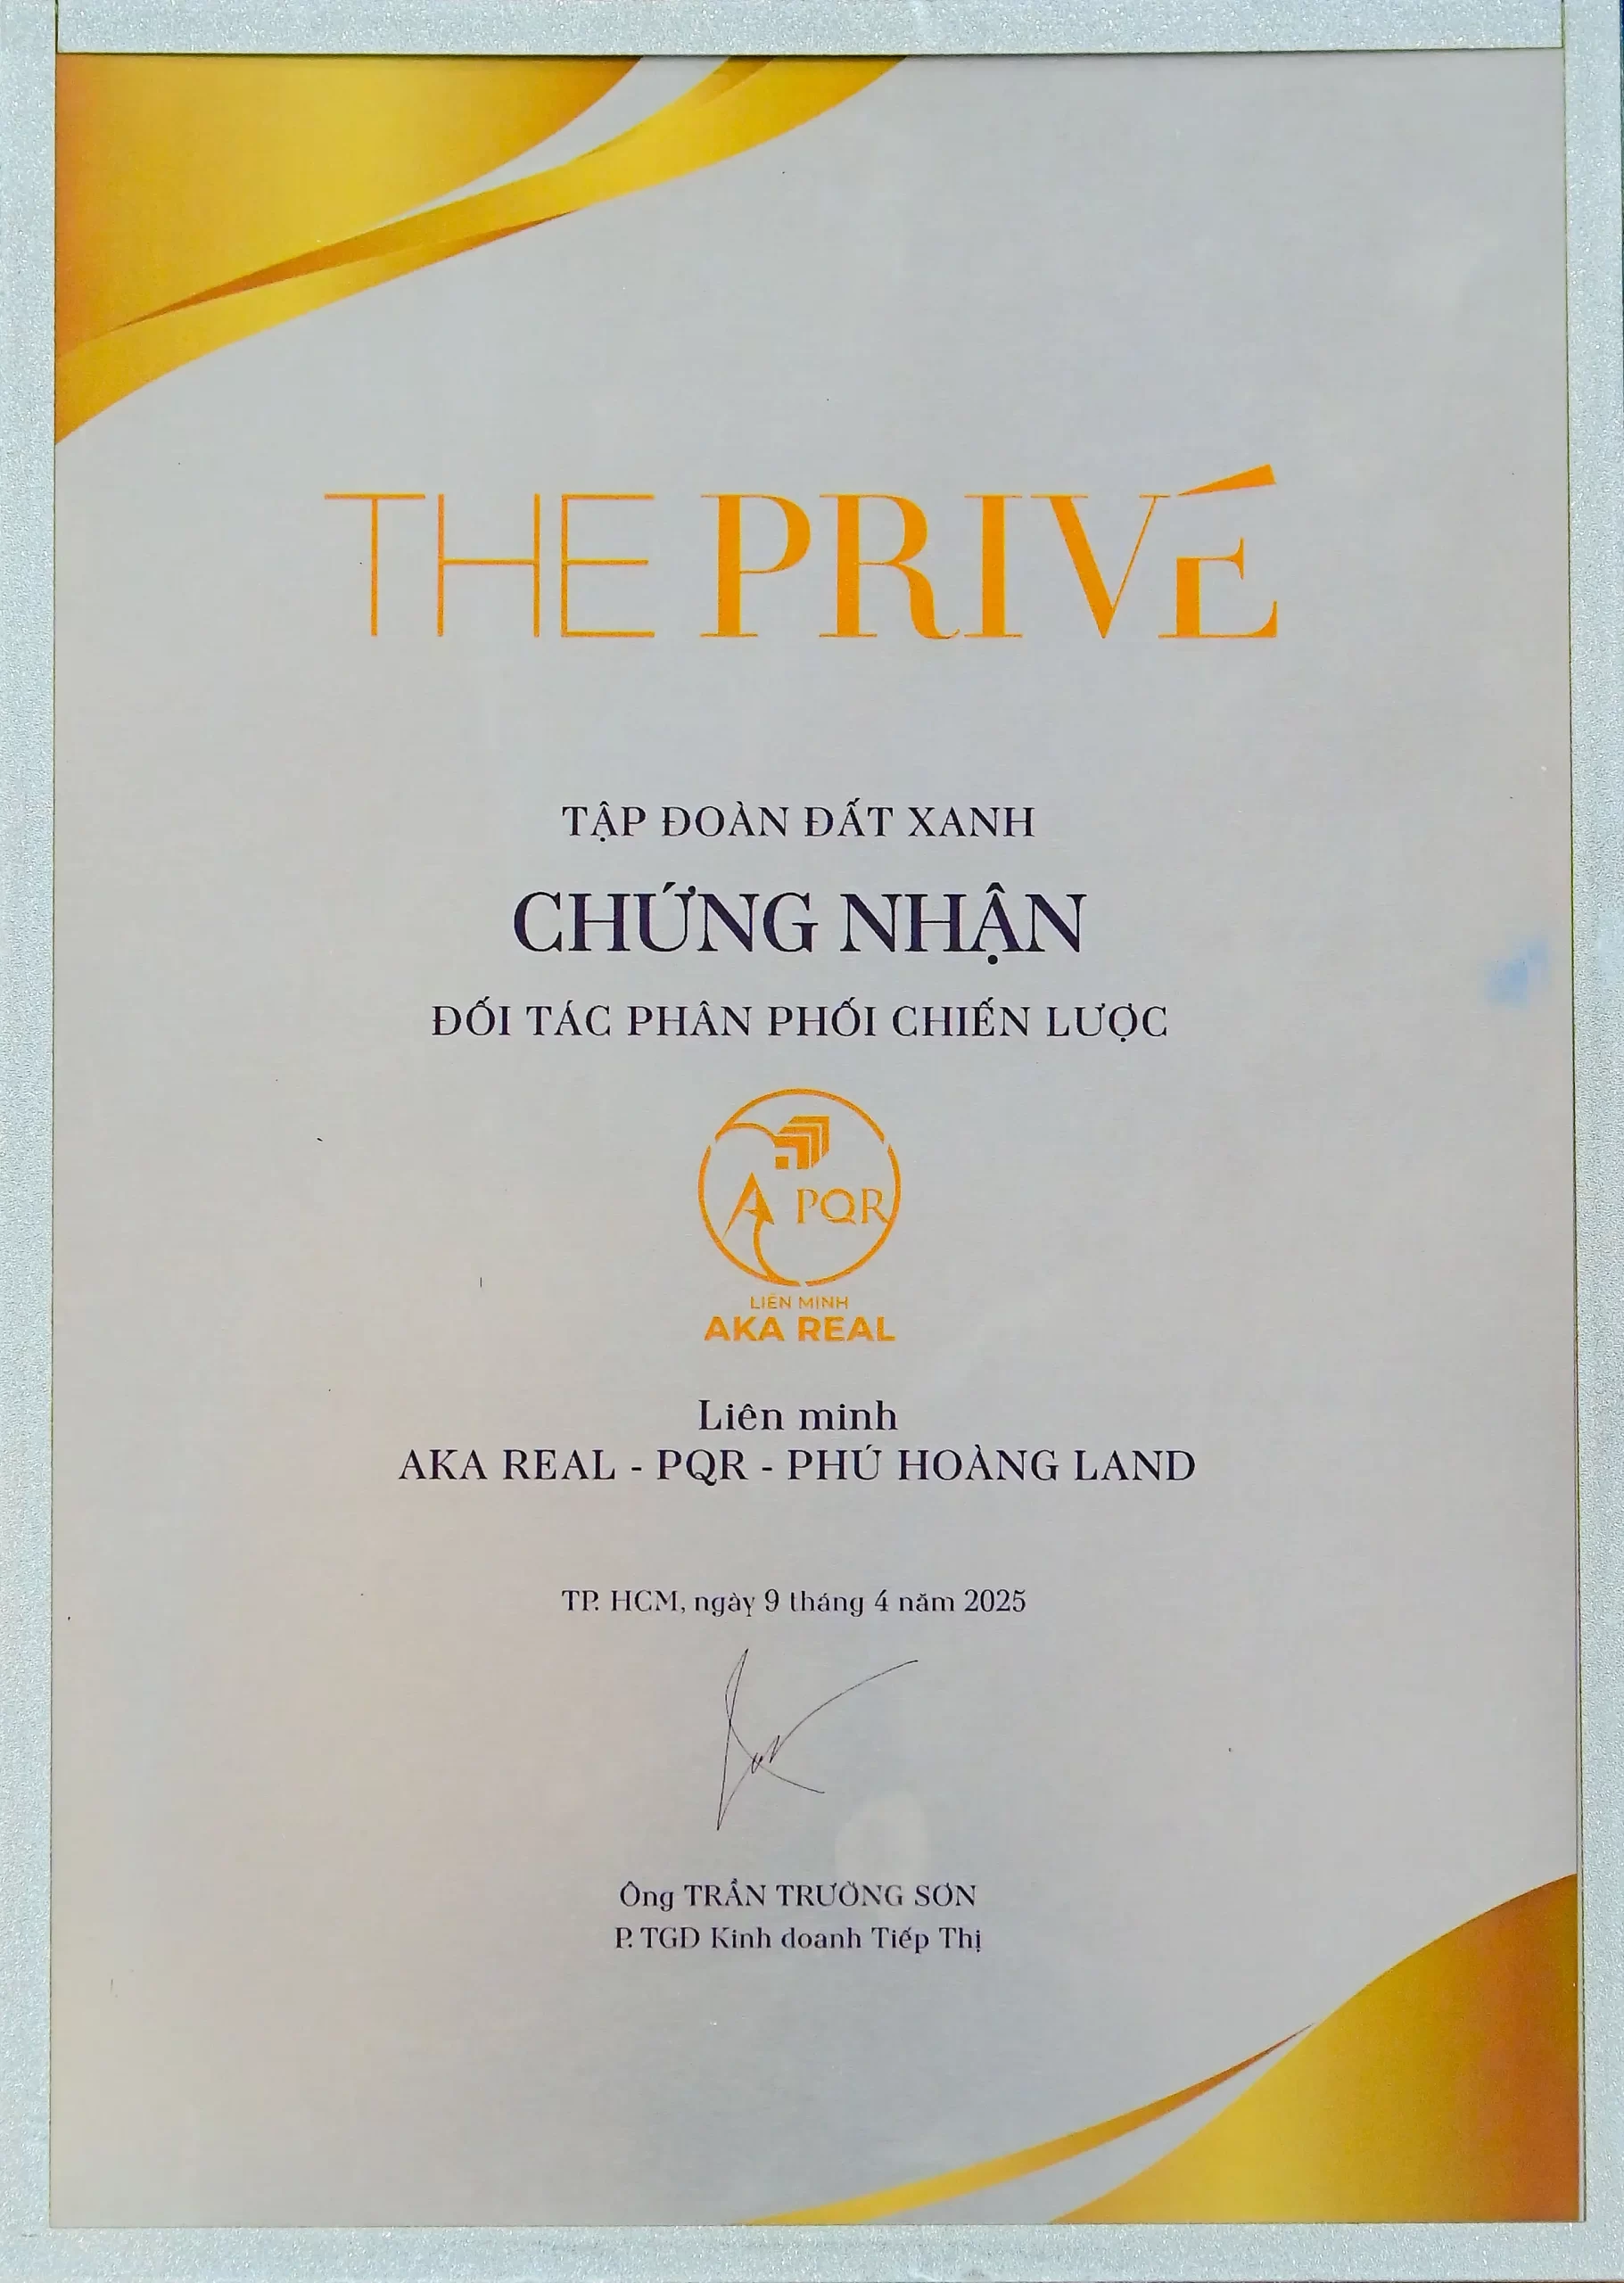 THE PRIVÉ
TẬP ĐOÀN ĐẤT XANH
CHỨNG NHẬN
ĐỐI TÁC PHÂN PHỐI CHIẾN LƯỢC
A PQR
LIÊN MINH
AKA REAL
Liên minh
AKA REAL - PQR - PHÚ HOÀNG LAND
TP. HCM, ngày 9 tháng 4 năm 2025
Ông TRẦN TRƯỜNG SƠN
P. TGĐ Kinh doanh Tiếp Thị